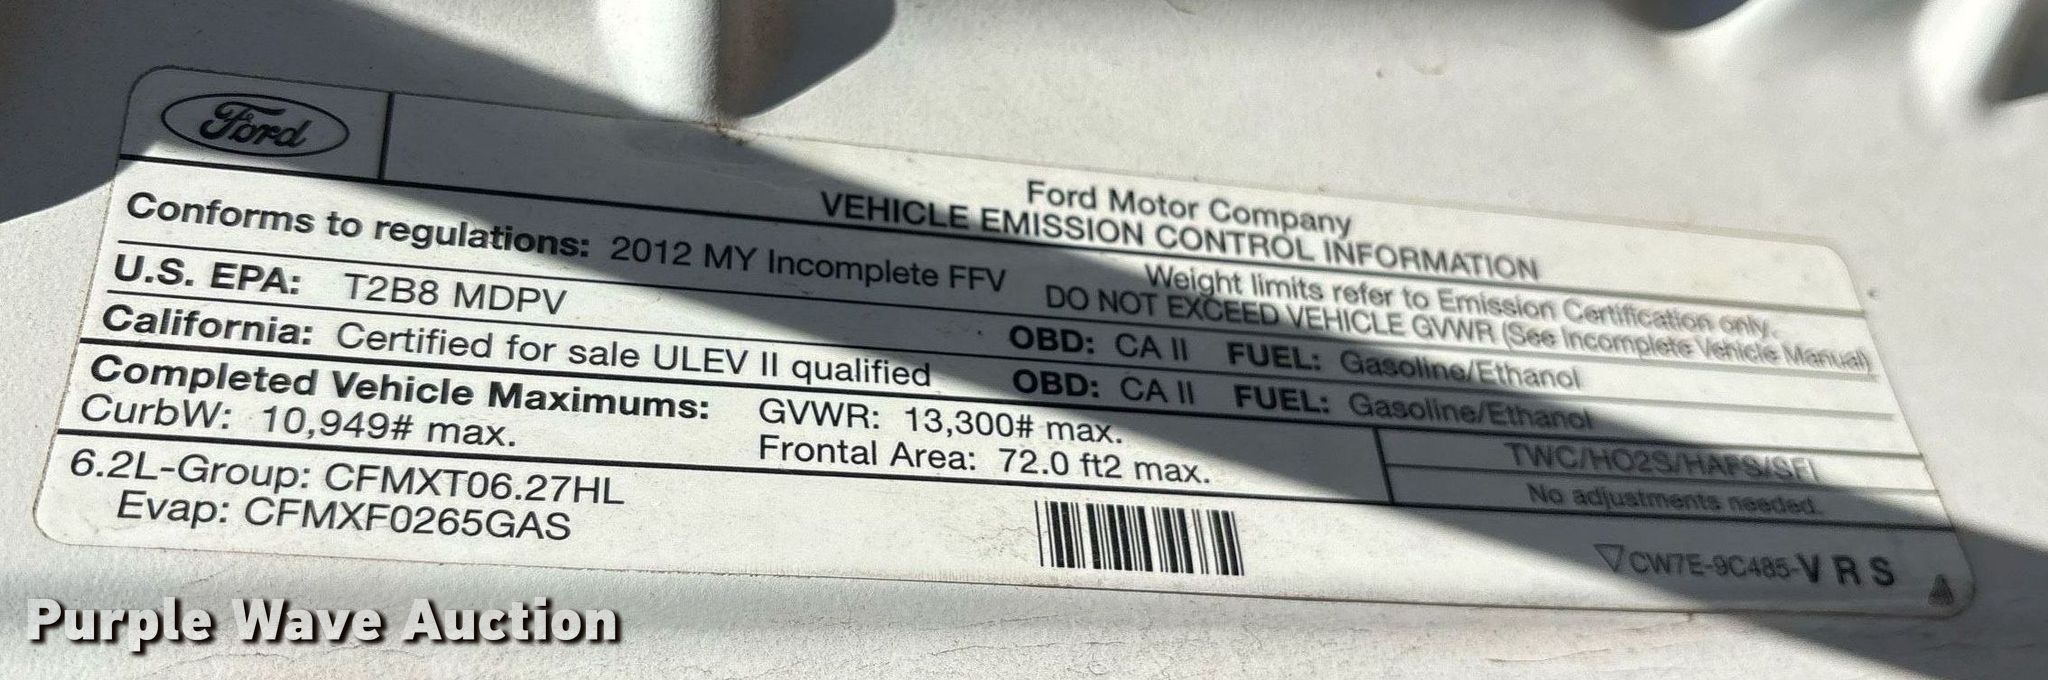 Ford
Ford Motor Company
VEHICLE EMISSION CONTROL INFORMATION
Conforms to regulations: 2012 MY Incomplete FFV
Weight limits refer to Emission Certification only.
DO NOT EXCEED VEHICLE GVWR (See Incomplete Vehicle Manual)
U.S. EPA: T2B8 MDPV OBD: CA II FUEL: Gasoline/Ethanol
California: Certified for sale ULEV II qualified OBD: CA II FUEL: Gasoline/Ethanol
Completed Vehicle Maximums: GVWR: 13,300# max.
CurbW: 10,949# max. Frontal Area: 72.0 ft2 max.
TWC/HO2S/HAFS/SFI
No adjustments needed.
6.2L-Group: CFMXT06.27HL
Evap: CFMXF0265GAS
CW7E-9C485-V R S
Purple Wave Auction